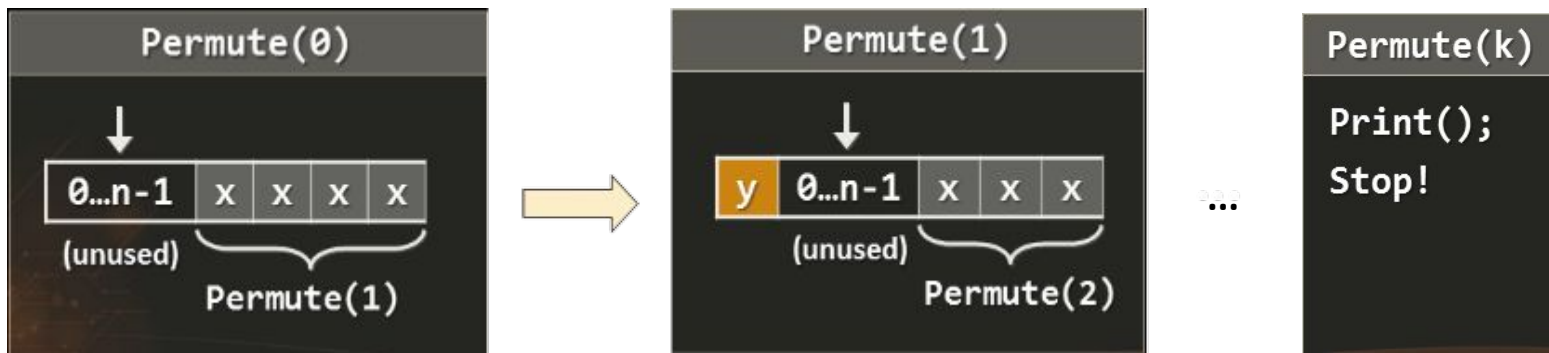 Permute(0)
0…n-1 x x x x
(unused)
Permute(1)
Permute(1)
y 0…n-1 x x x
(unused)
Permute(2)
...
Permute(k)
Print();
Stop!